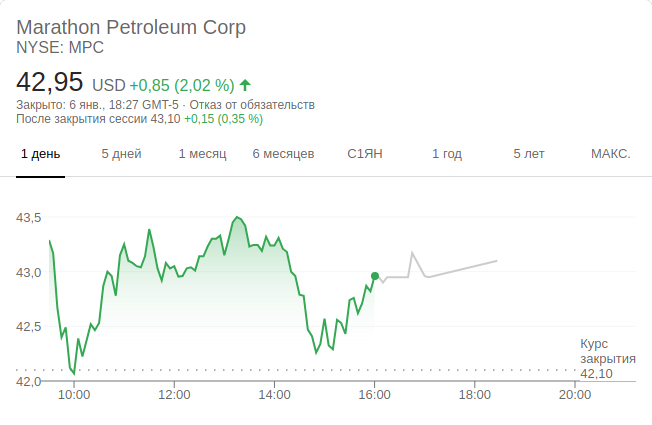 Marathon Petroleum Corp
NYSE: MPC
42,95 USD +0,85 (2,02 %)
Закрыто: 6 янв., 18:27 GMT-5 · Отказ от обязательств
После закрытия сессии 43,10 +0,15 (0,35 %)
1 день 5 дней 1 месяц 6 месяцев С1ЯН 1 год 5 лет МАКС.
43,5
43,0
42,5
Курс
закрытия
42,10
42,0
10:00 12:00 14:00 16:00 18:00 20:00